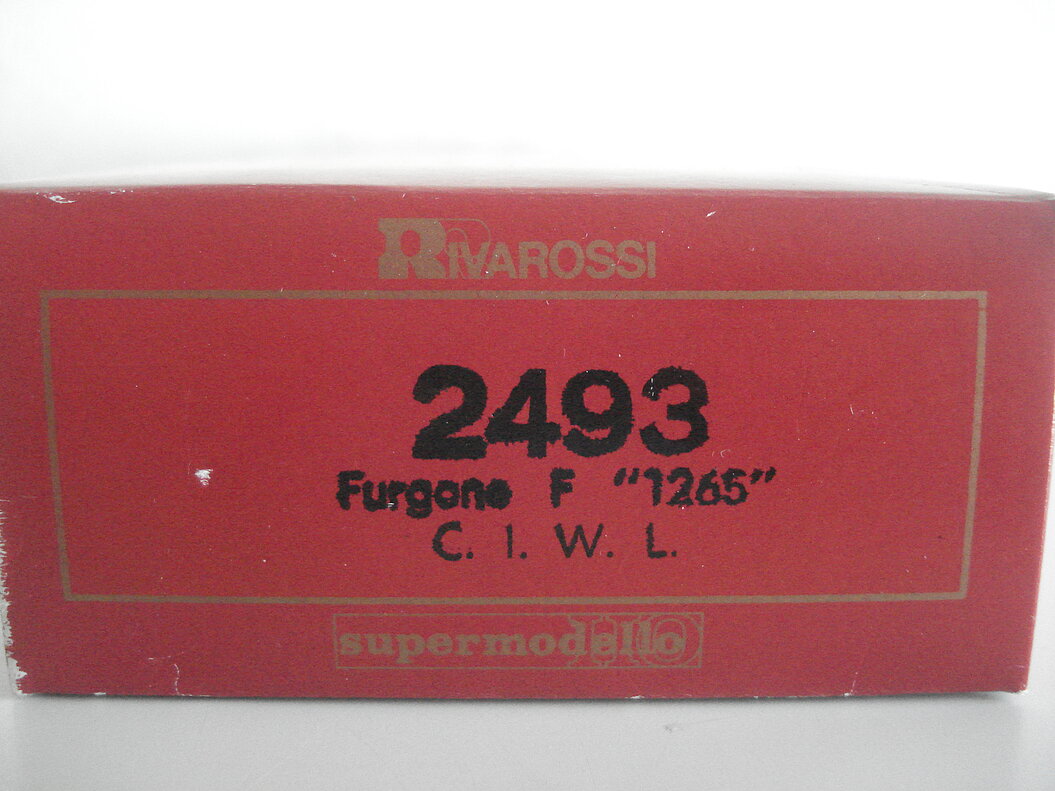 RIVAROSSI
2493
Furgone F "1265"
C. I. W. L.
supermodello